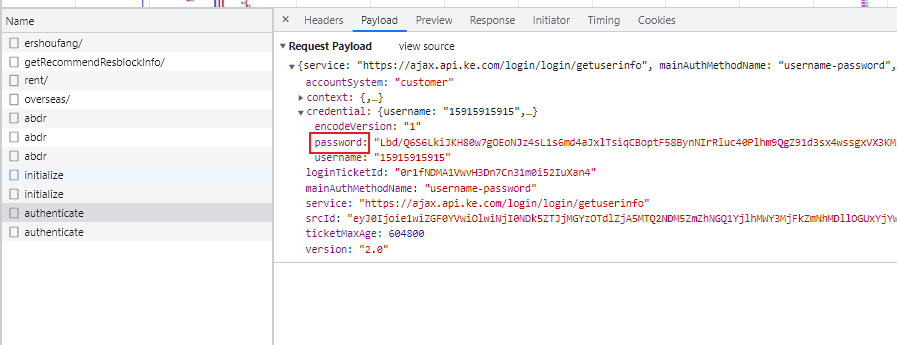 Name
ershoufang/
getRecommendResblockInfo/
rent/
overseas/
abdr
abdr
abdr
initialize
initialize
authenticate
authenticate
× Headers Payload Preview Response Initiator Timing Cookies
▼ Request Payload view source
▼ {service: "https://ajax.api.ke.com/login/login/getuserinfo", mainAuthMethodName: "username-password",
accountSystem: "customer"
▶ context: {,…}
▼ credential: {username: "15915915915",…}
encodeVersion: "1"
password: "Lbd/Q6S6LkiJKH80w7gOEoNJz4sL1s6md4aJxlTsiqCBoptF58BynNIrRluc40Plhm9QgZ91d3sx4wssgxVX3KM
username: "15915915915"
loginTicketId: "0r1fNDMA1VwvH3Dn7Cn31m0i52IuXan4"
mainAuthMethodName: "username-password"
service: "https://ajax.api.ke.com/login/login/getuserinfo"
srcId: "eyJ0Ijoie1wiZGF0YVwiOlwiNjI0NDk5ZTJjMGYzOTdlZjA5MTQ2NDM5ZmZhNGQ1YjlhMWY3MjFkZmNhMDllOGUxYjYw
ticketMaxAge: 604800
version: "2.0"